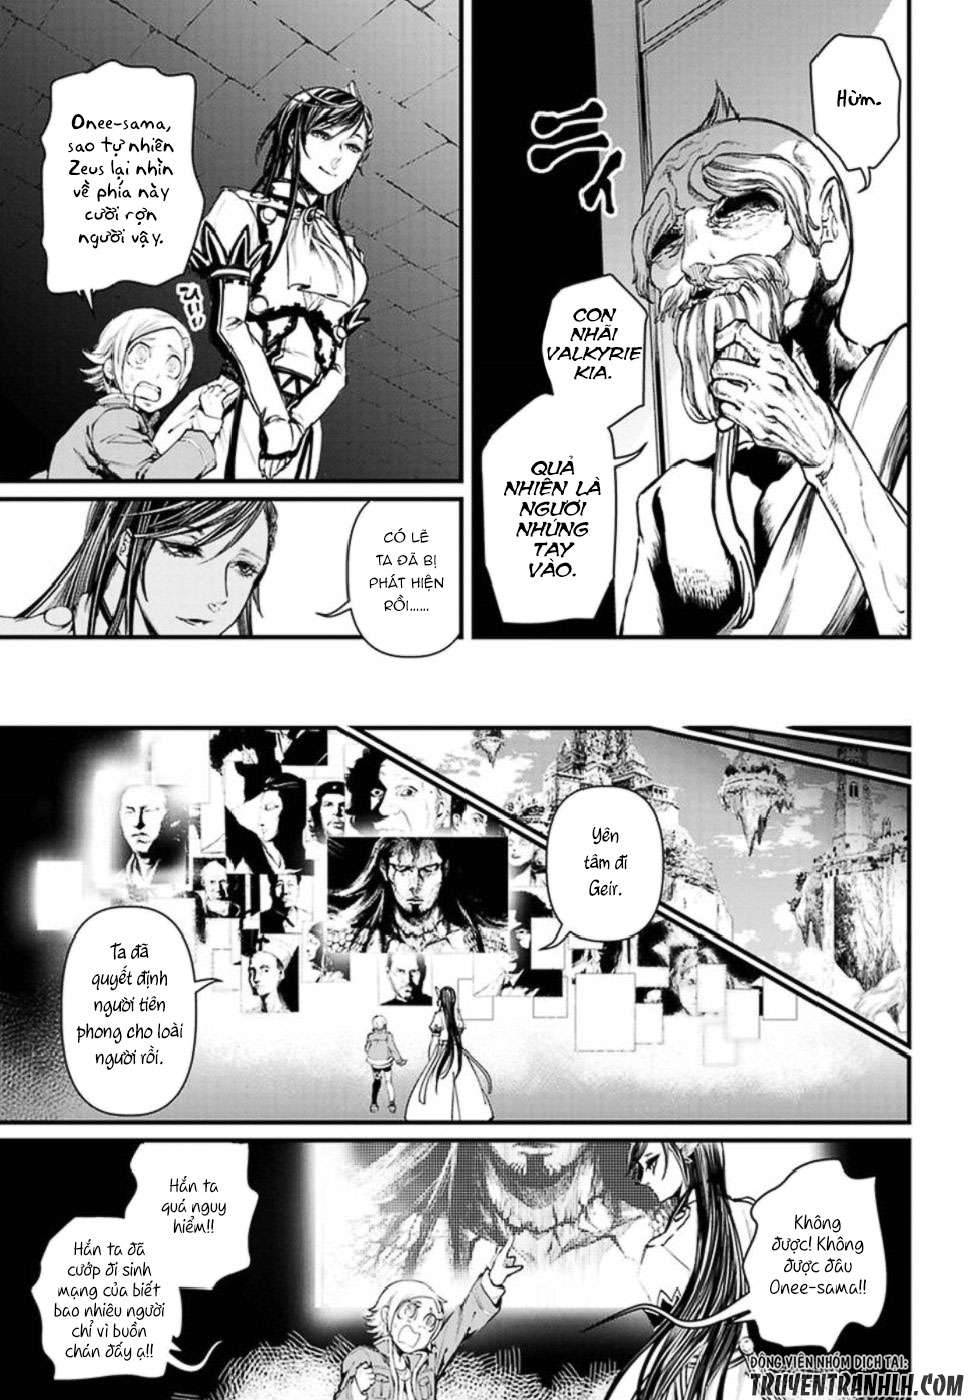 Hừm.
CON
NHÃI
VALKYRIE
KIA.
QUẢ
NHIÊN LÀ
NGƯƠI
NHÚNG
TAY
VÀO.
Onee-sama,
sao tự nhiên
Zeus lại nhìn
về phía này
cười rợn
người vậy.
CÓ LẼ
TA ĐÃ BỊ
PHÁT HIỆN
RỒI......
Yên
tâm đi
Geir.
Ta đã
quyết định
người tiên
phong cho loài
người rồi.
Không
được! Không
được đâu
Onee-sama!!
Hắn ta
quá nguy
hiểm!!
Hắn ta đã
cướp đi sinh
mạng của biết
bao nhiêu người
chỉ vì buồn
chán đấy ạ!!
ĐỘNG VIÊN NHÓM DỊCH TẠI:
TRUYENTRANHLH.COM